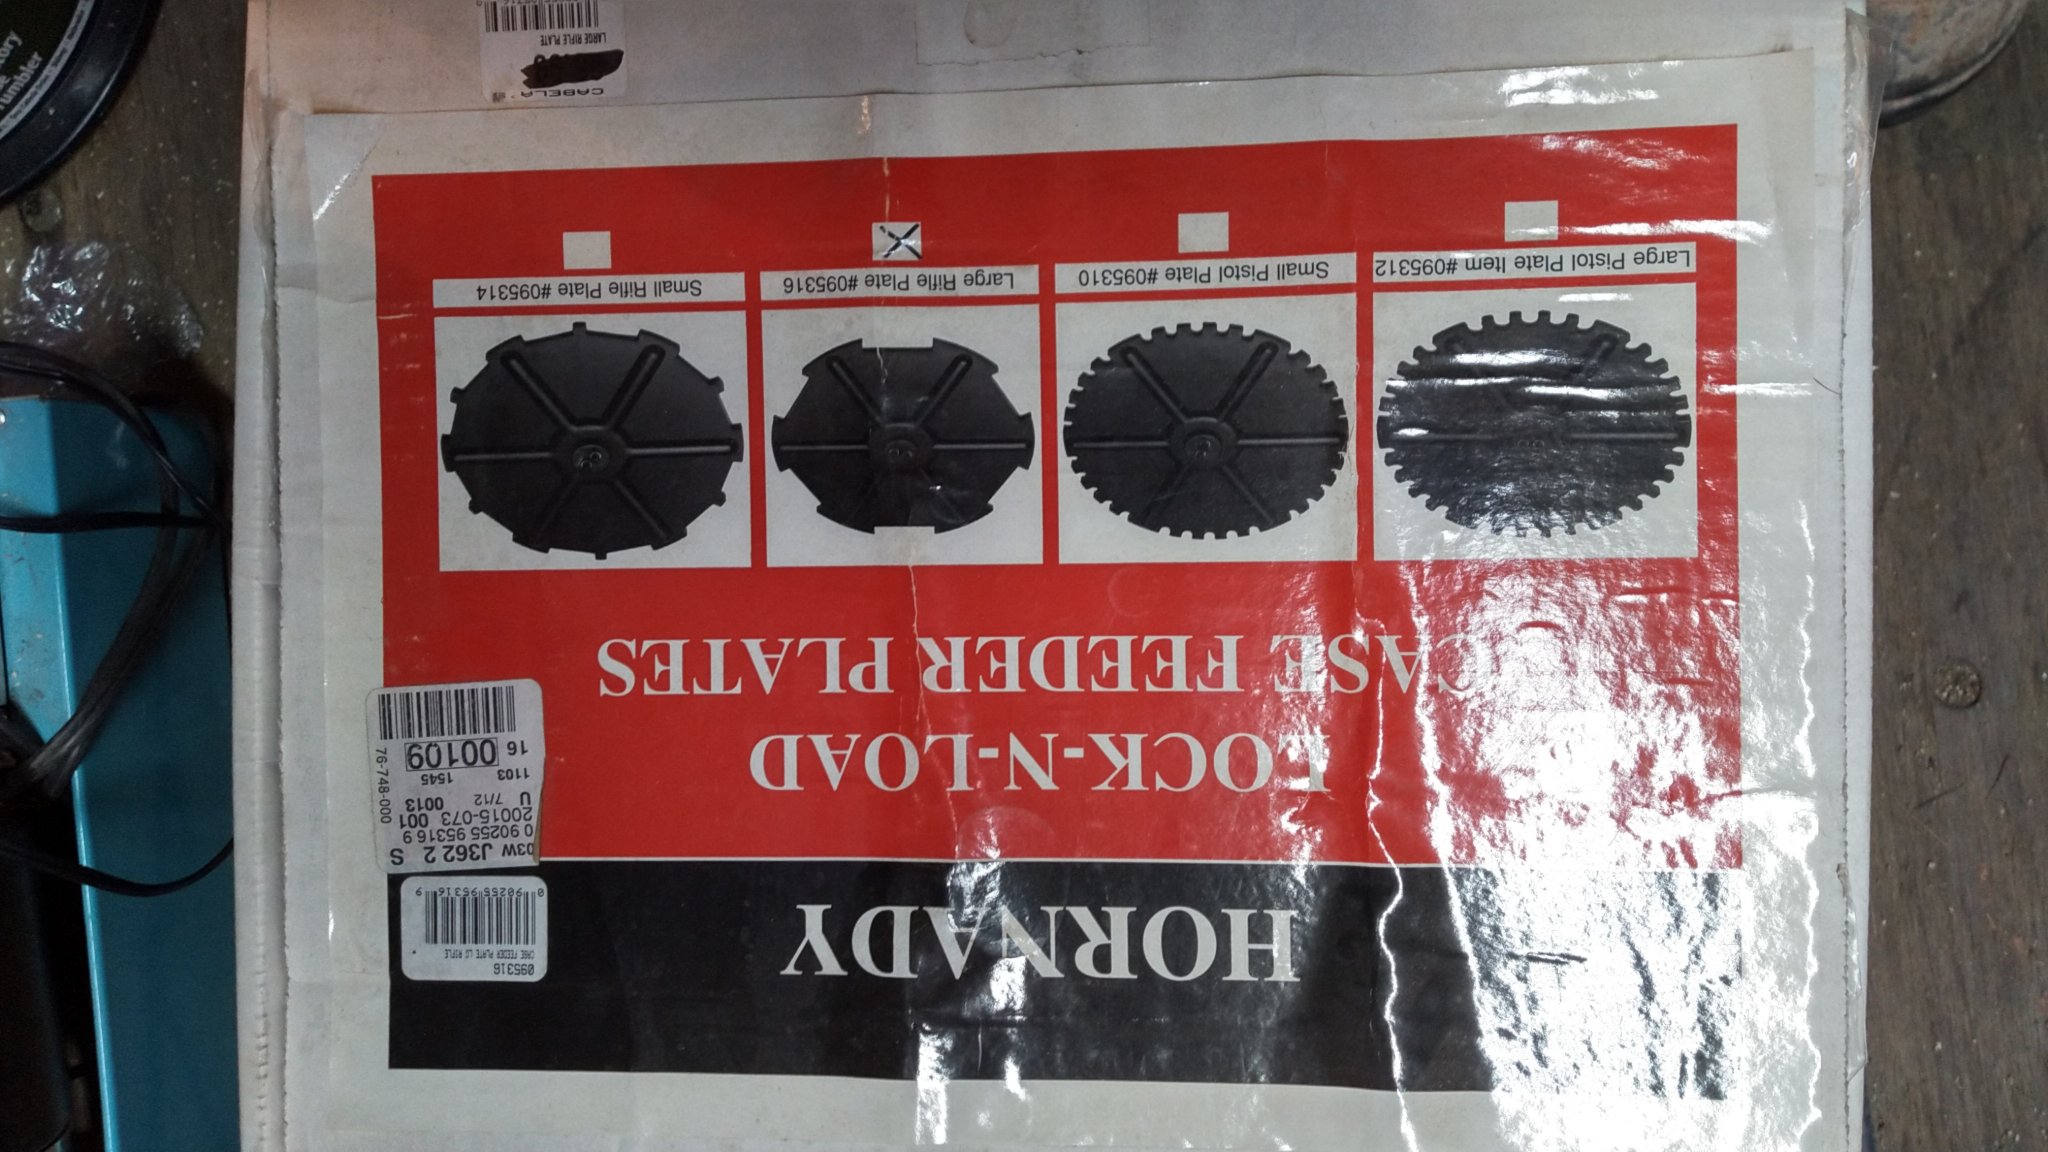 HORNADY
LOCK-N-LOAD
CASE FEEDER PLATES
095316
CASE FEEDER PLATE LG RIFLE
0 90255 95316 9
03W J362 2 S
0 90255 95316 9
20015-073 001
U 7/12 0013
1103 1545
16 00109
76-748-000
Large Pistol Plate Item #095312
Small Pistol Plate #095310
Large Rifle Plate #095316
Small Rifle Plate #095314
CABELA'S
LARGE RIFLE PLATE